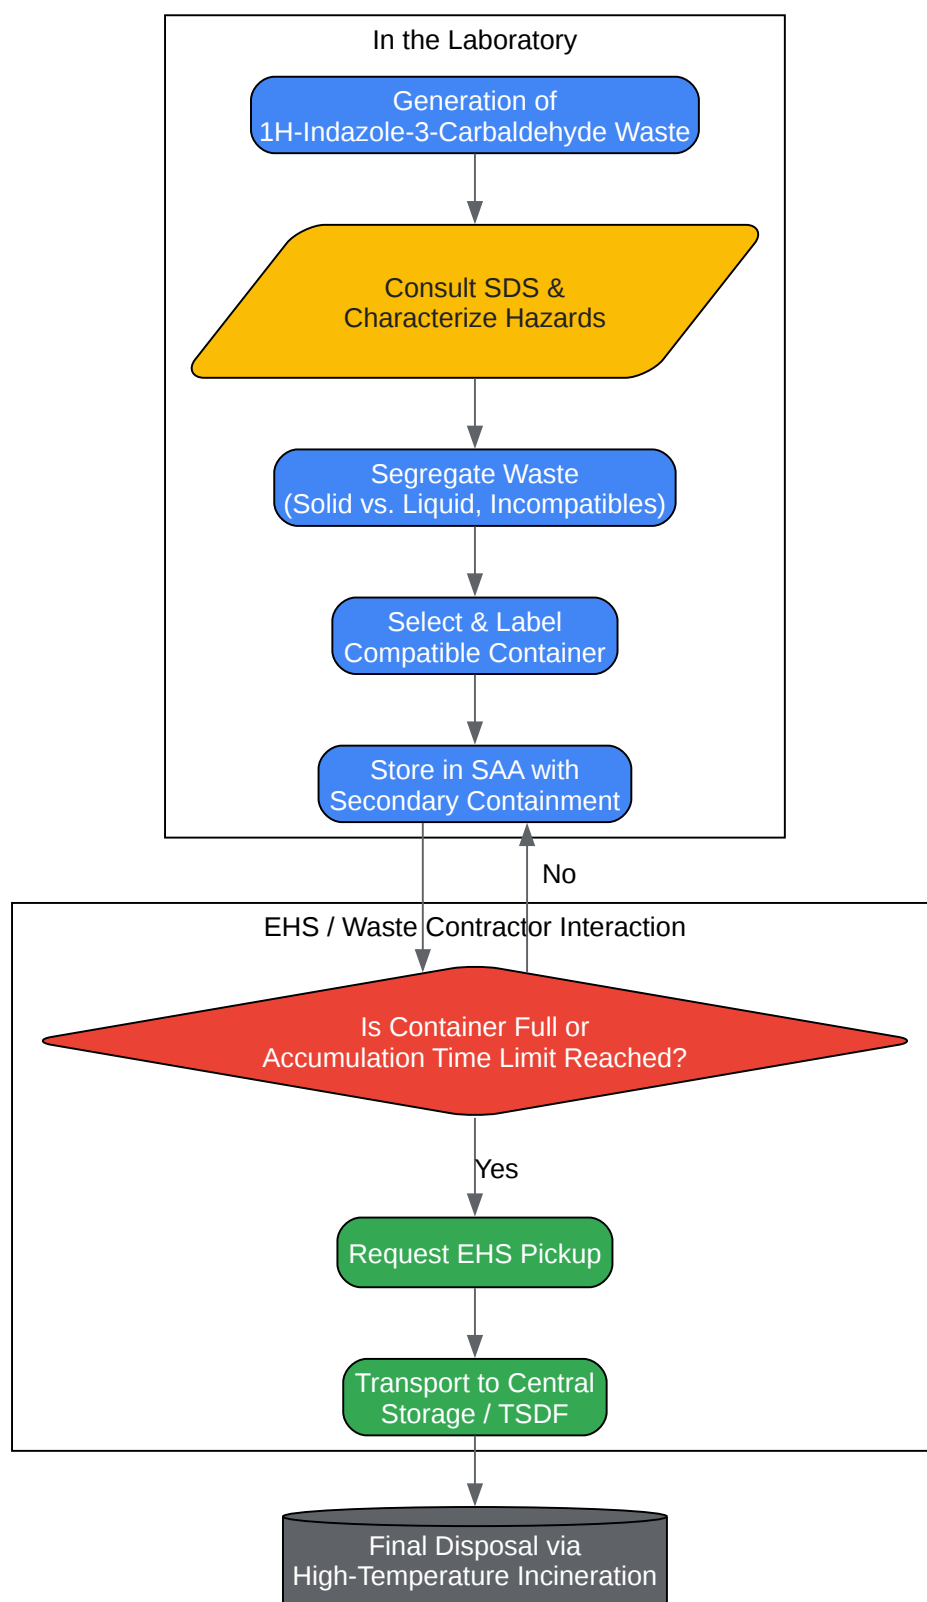 In the Laboratory
Generation of
1H-Indazole-3-Carbaldehyde Waste
Consult SDS &
Characterize Hazards
Segregate Waste
(Solid vs. Liquid, Incompatibles)
Select & Label
Compatible Container
Store in SAA with
Secondary Containment
No
EHS / Waste Contractor Interaction
Is Container Full or
Accumulation Time Limit Reached?
Yes
Request EHS Pickup
Transport to Central
Storage / TSDF
Final Disposal via
High-Temperature Incineration